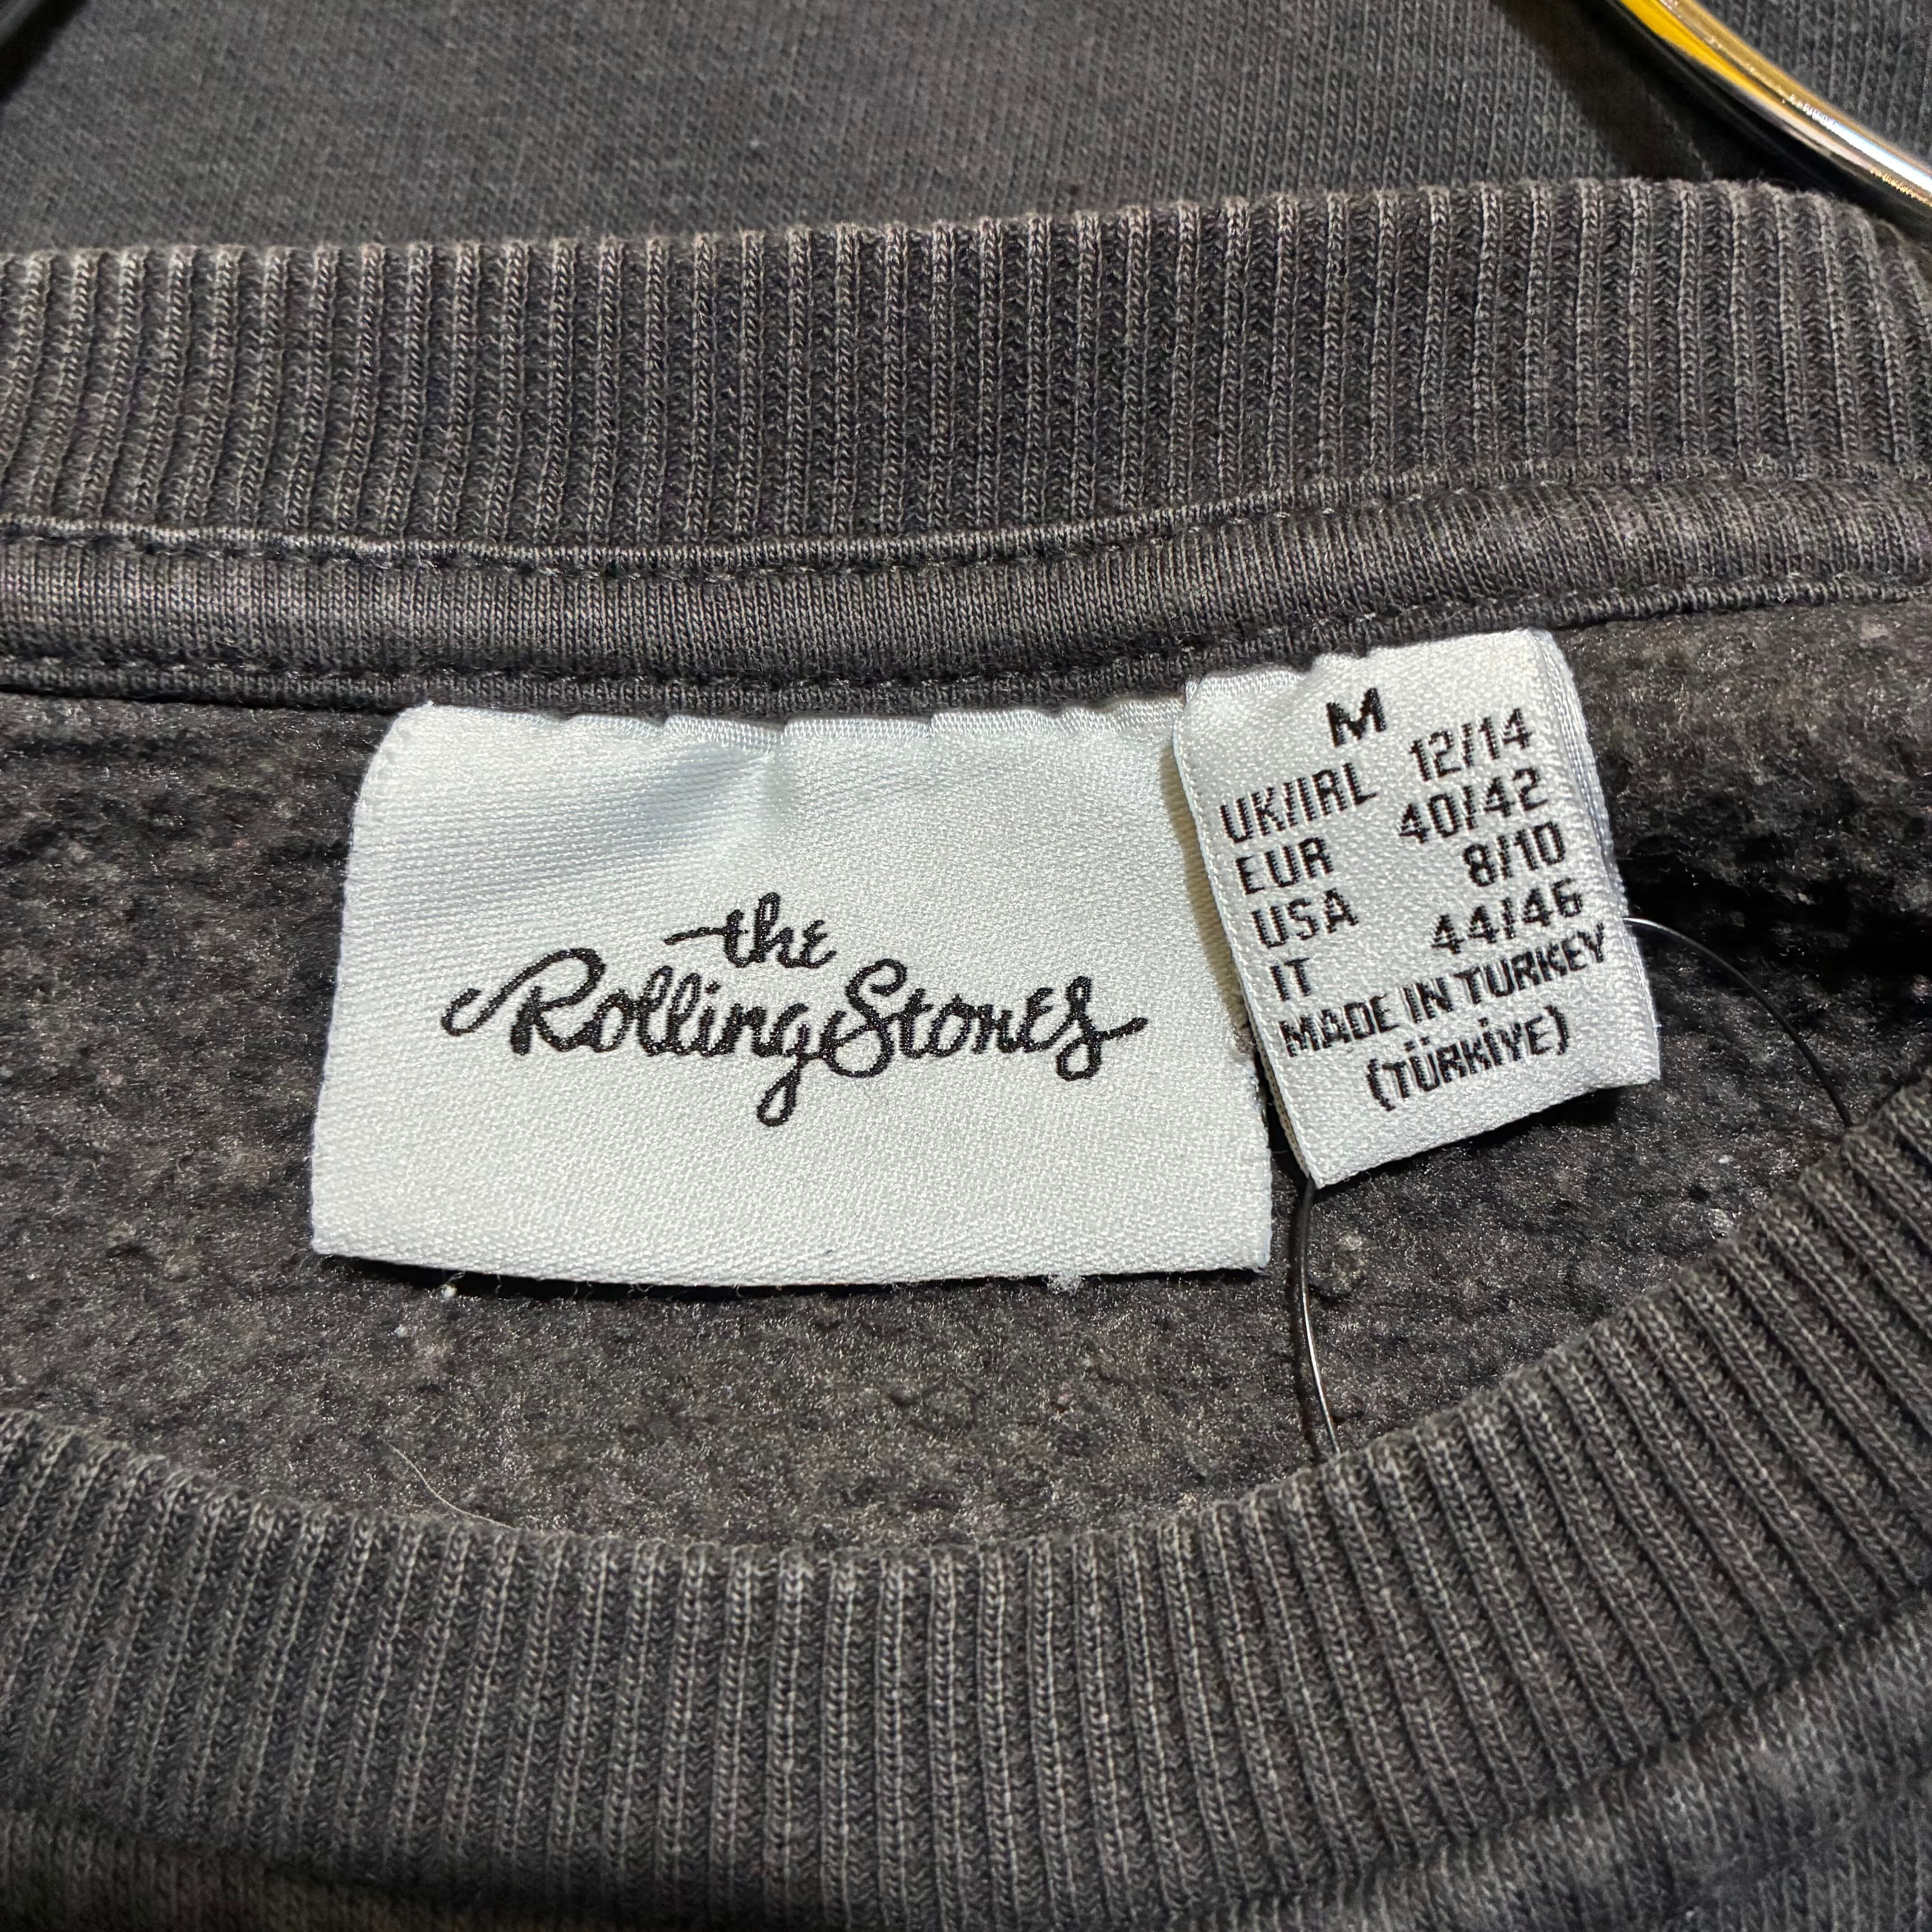 the
Rolling Stones
M
UK/IRL 12/14
EUR 40/42
USA 8/10
IT 44/46
MADE IN TURKEY
(TÜRKİYE)